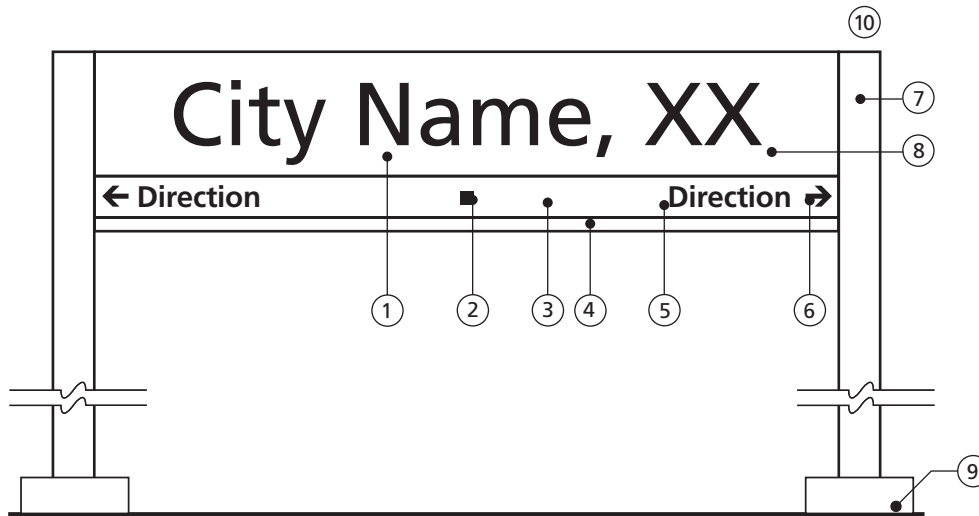 10
City Name, XX
7
8
← Direction Direction →
1 2 3 4 5 6
9